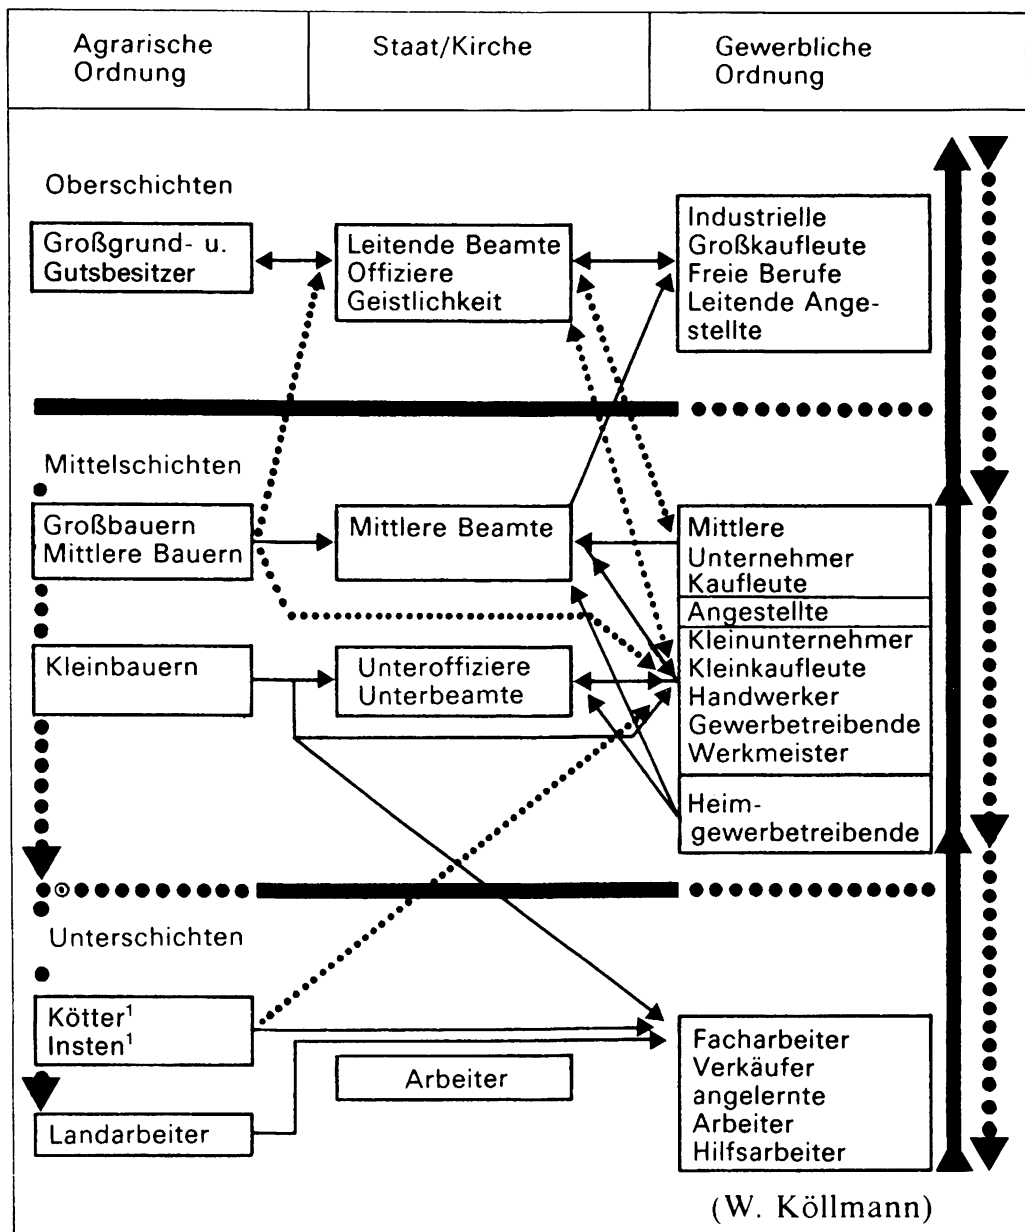 Agrarische
Ordnung
Staat/Kirche
Gewerbliche
Ordnung
Oberschichten
Großgrund- u.
Gutsbesitzer
Leitende Beamte
Offiziere
Geistlichkeit
Industrielle
Großkaufleute
Freie Berufe
Leitende Ange-
stellte
Mittelschichten
Großbauern
Mittlere Bauern
Mittlere Beamte
Mittlere
Unternehmer
Kaufleute
Angestellte
Kleinbauern
Unteroffiziere
Unterbeamte
Kleinunternehmer
Kleinkaufleute
Handwerker
Gewerbetreibende
Werkmeister
Heim-
gewerbetreibende
Unterschichten
Kötter¹
Insten¹
Arbeiter
Landarbeiter
Facharbeiter
Verkäufer
angelernte
Arbeiter
Hilfsarbeiter
(W. Köllmann)